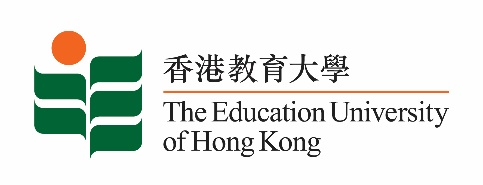 香港教育大學
The Education University
of Hong Kong